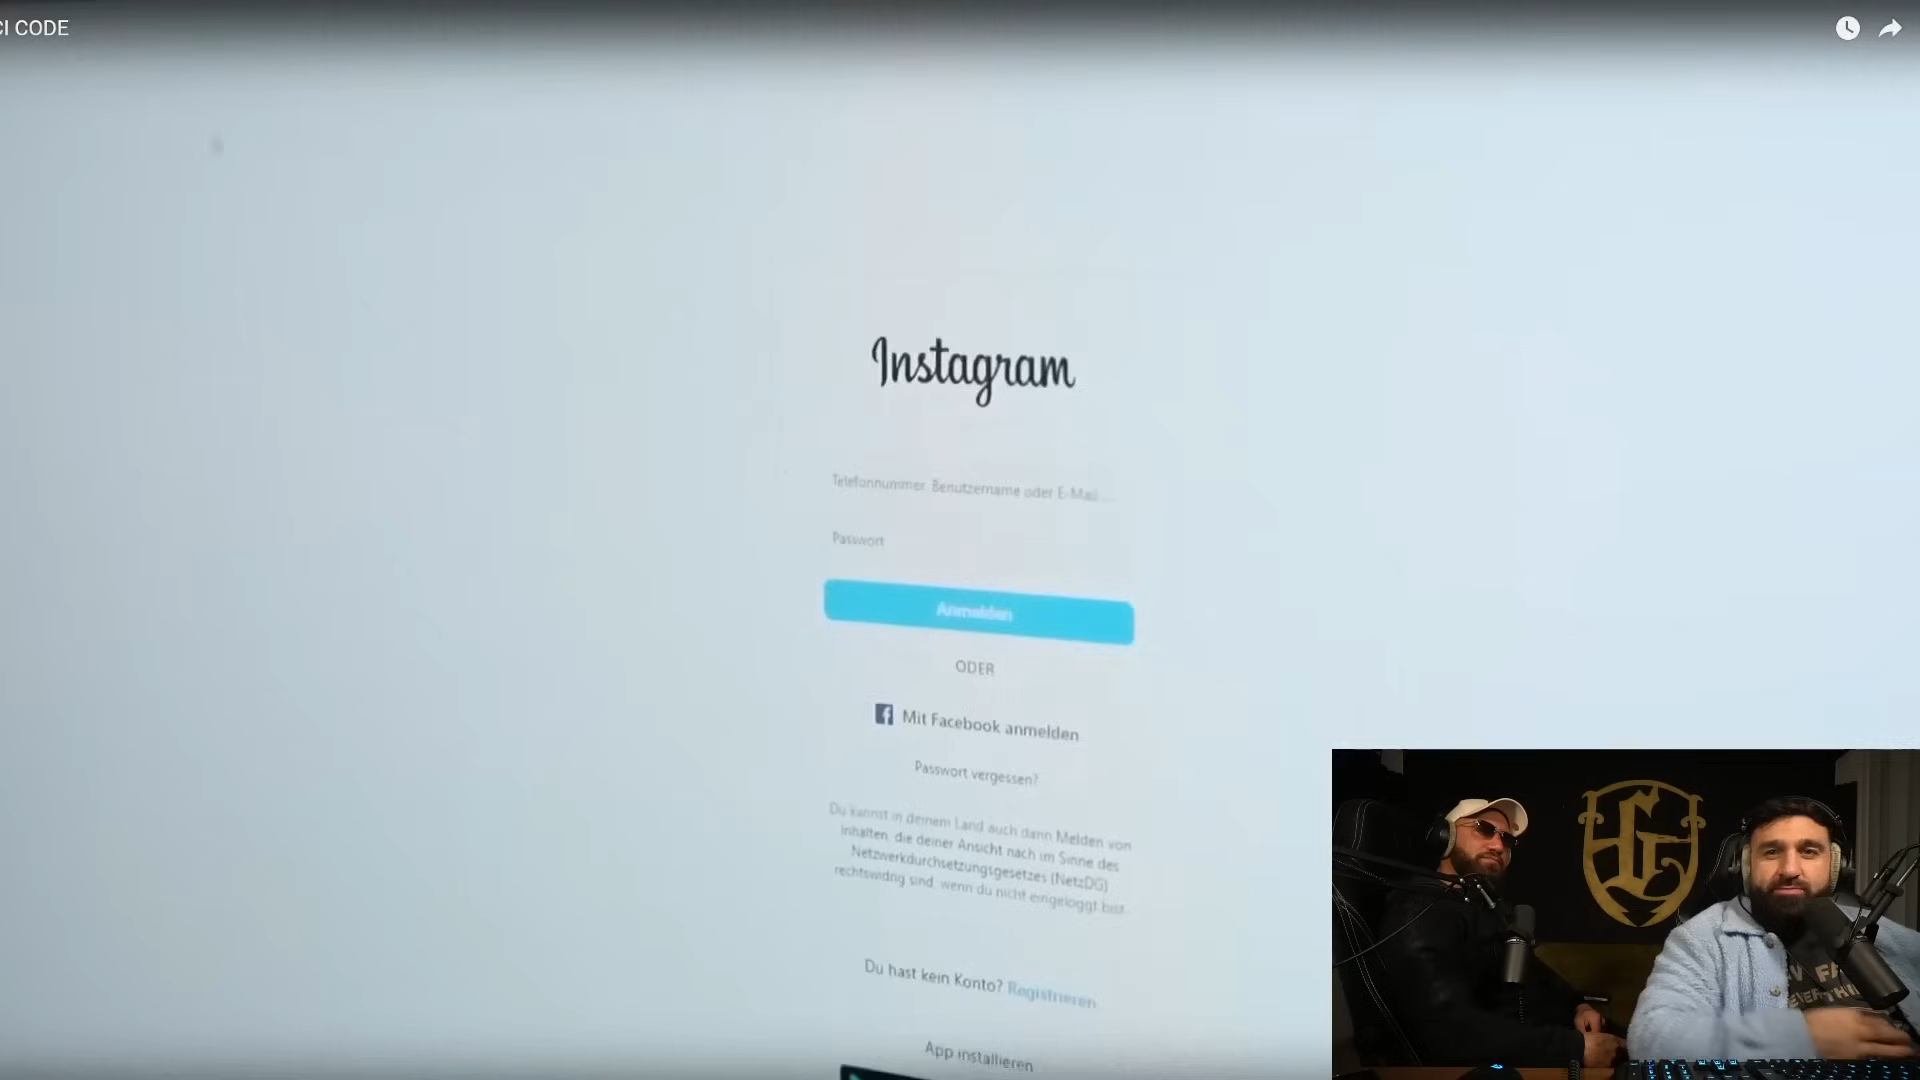 CI CODE
Instagram
Telefonnummer, Benutzername oder E-Mail ...
Passwort
Anmelden
ODER
Mit Facebook anmelden
Passwort vergessen?
Du kannst in deinem Land auch dann Melden von
Inhalten, die deiner Ansicht nach im Sinne des
Netzwerkdurchsetzungsgesetzes (NetzDG)
rechtswidrig sind, wenn du nicht eingeloggt bist.
Du hast kein Konto? Registrieren
App installieren